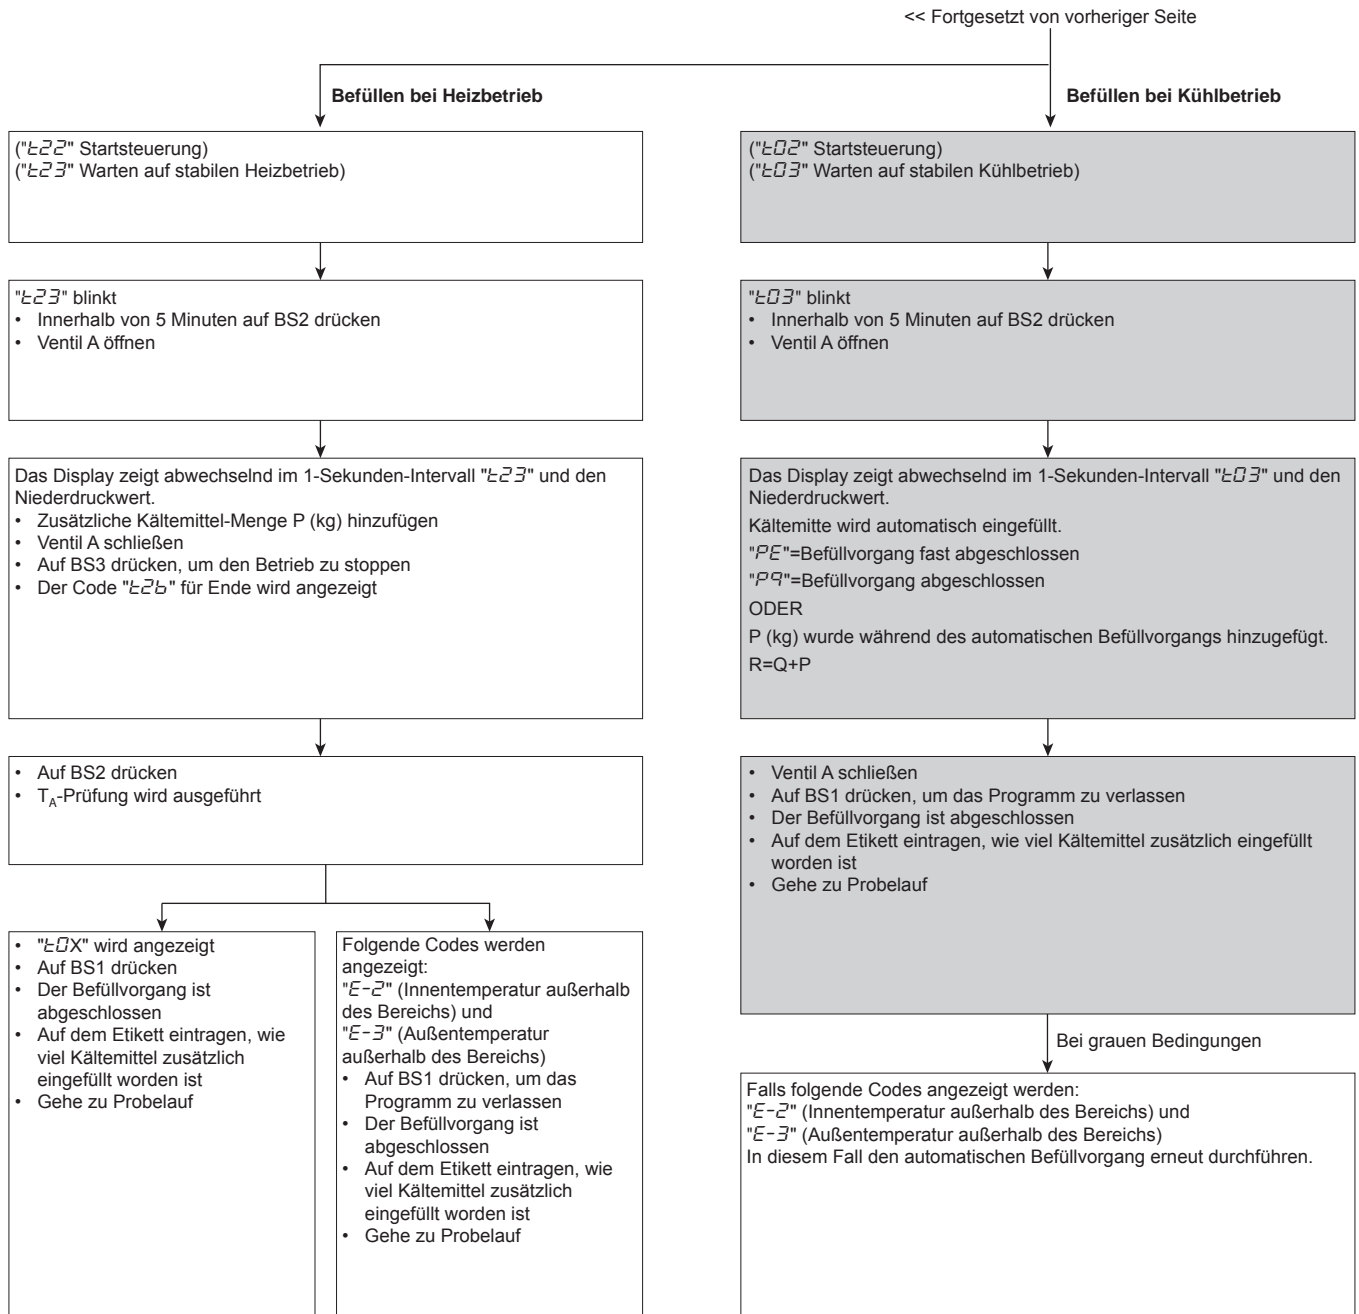 << Fortgesetzt von vorheriger Seite
Befüllen bei Heizbetrieb
("t22" Startsteuerung)
("t23" Warten auf stabilen Heizbetrieb)
"t23" blinkt
• Innerhalb von 5 Minuten auf BS2 drücken
• Ventil A öffnen
Das Display zeigt abwechselnd im 1-Sekunden-Intervall "t23" und den
Niederdruckwert.
• Zusätzliche Kältemittel-Menge P (kg) hinzufügen
• Ventil A schließen
• Auf BS3 drücken, um den Betrieb zu stoppen
• Der Code "t2b" für Ende wird angezeigt
• Auf BS2 drücken
• TA-Prüfung wird ausgeführt
• "t0X" wird angezeigt
• Auf BS1 drücken
• Der Befüllvorgang ist
abgeschlossen
• Auf dem Etikett eintragen, wie
viel Kältemittel zusätzlich
eingefüllt worden ist
• Gehe zu Probelauf
Folgende Codes werden
angezeigt:
"E-2" (Innentemperatur außerhalb
des Bereichs) und
"E-3" (Außentemperatur
außerhalb des Bereichs)
• Auf BS1 drücken, um das
Programm zu verlassen
• Der Befüllvorgang ist
abgeschlossen
• Auf dem Etikett eintragen, wie
viel Kältemittel zusätzlich
eingefüllt worden ist
• Gehe zu Probelauf
Befüllen bei Kühlbetrieb
("t02" Startsteuerung)
("t03" Warten auf stabilen Kühlbetrieb)
"t03" blinkt
• Innerhalb von 5 Minuten auf BS2 drücken
• Ventil A öffnen
Das Display zeigt abwechselnd im 1-Sekunden-Intervall "t03" und den
Niederdruckwert.
Kältemitte wird automatisch eingefüllt.
"PE"=Befüllvorgang fast abgeschlossen
"P9"=Befüllvorgang abgeschlossen
ODER
P (kg) wurde während des automatischen Befüllvorgangs hinzugefügt.
R=Q+P
• Ventil A schließen
• Auf BS1 drücken, um das Programm zu verlassen
• Der Befüllvorgang ist abgeschlossen
• Auf dem Etikett eintragen, wie viel Kältemittel zusätzlich eingefüllt
worden ist
• Gehe zu Probelauf
Bei grauen Bedingungen
Falls folgende Codes angezeigt werden:
"E-2" (Innentemperatur außerhalb des Bereichs) und
"E-3" (Außentemperatur außerhalb des Bereichs)
In diesem Fall den automatischen Befüllvorgang erneut durchführen.